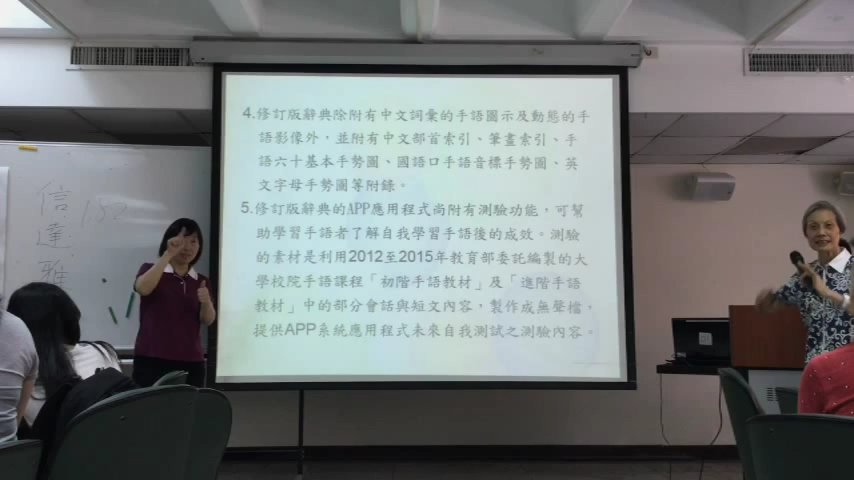 4.修訂版辭典除附有中文詞彙的手語圖示及動態的手
語影像外，並附有中文部首索引、筆畫索引、手
語六十基本手勢圖、國語口手語音標手勢圖、英
文字母手勢圖等附錄。
5.修訂版辭典的APP應用程式尚附有測驗功能，可幫
助學習手語者了解自我學習手語後的成效。測驗
的素材是利用2012至2015年教育部委託編製的大
學校院手語課程「初階手語教材」及「進階手語
教材」中的部分會話與短文內容，製作成無聲檔，
提供APP系統應用程式未來自我測試之測驗內容。
信達雅